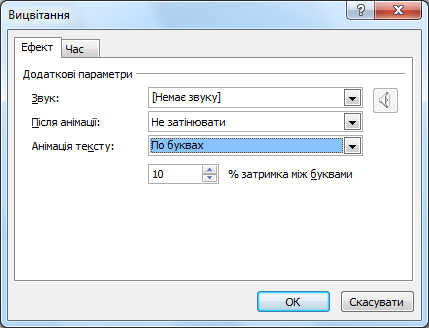 Вицвітання
Ефект Час
Додаткові параметри
Звук: [Немає звуку]
Після анімації: Не затінювати
Анімація тексту: По буквах
10 % затримка між буквами
ОК Скасувати